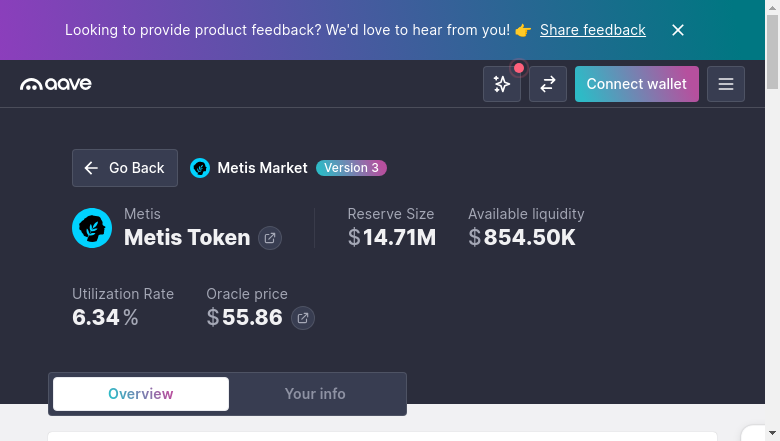 Looking to provide product feedback? We'd love to hear from you! 👉 Share feedback
aave
Connect wallet
Go Back
Metis Market
Version 3
Metis
Metis Token
Reserve Size
$14.71M
Available liquidity
$854.50K
Utilization Rate
6.34%
Oracle price
$55.86
Overview
Your info